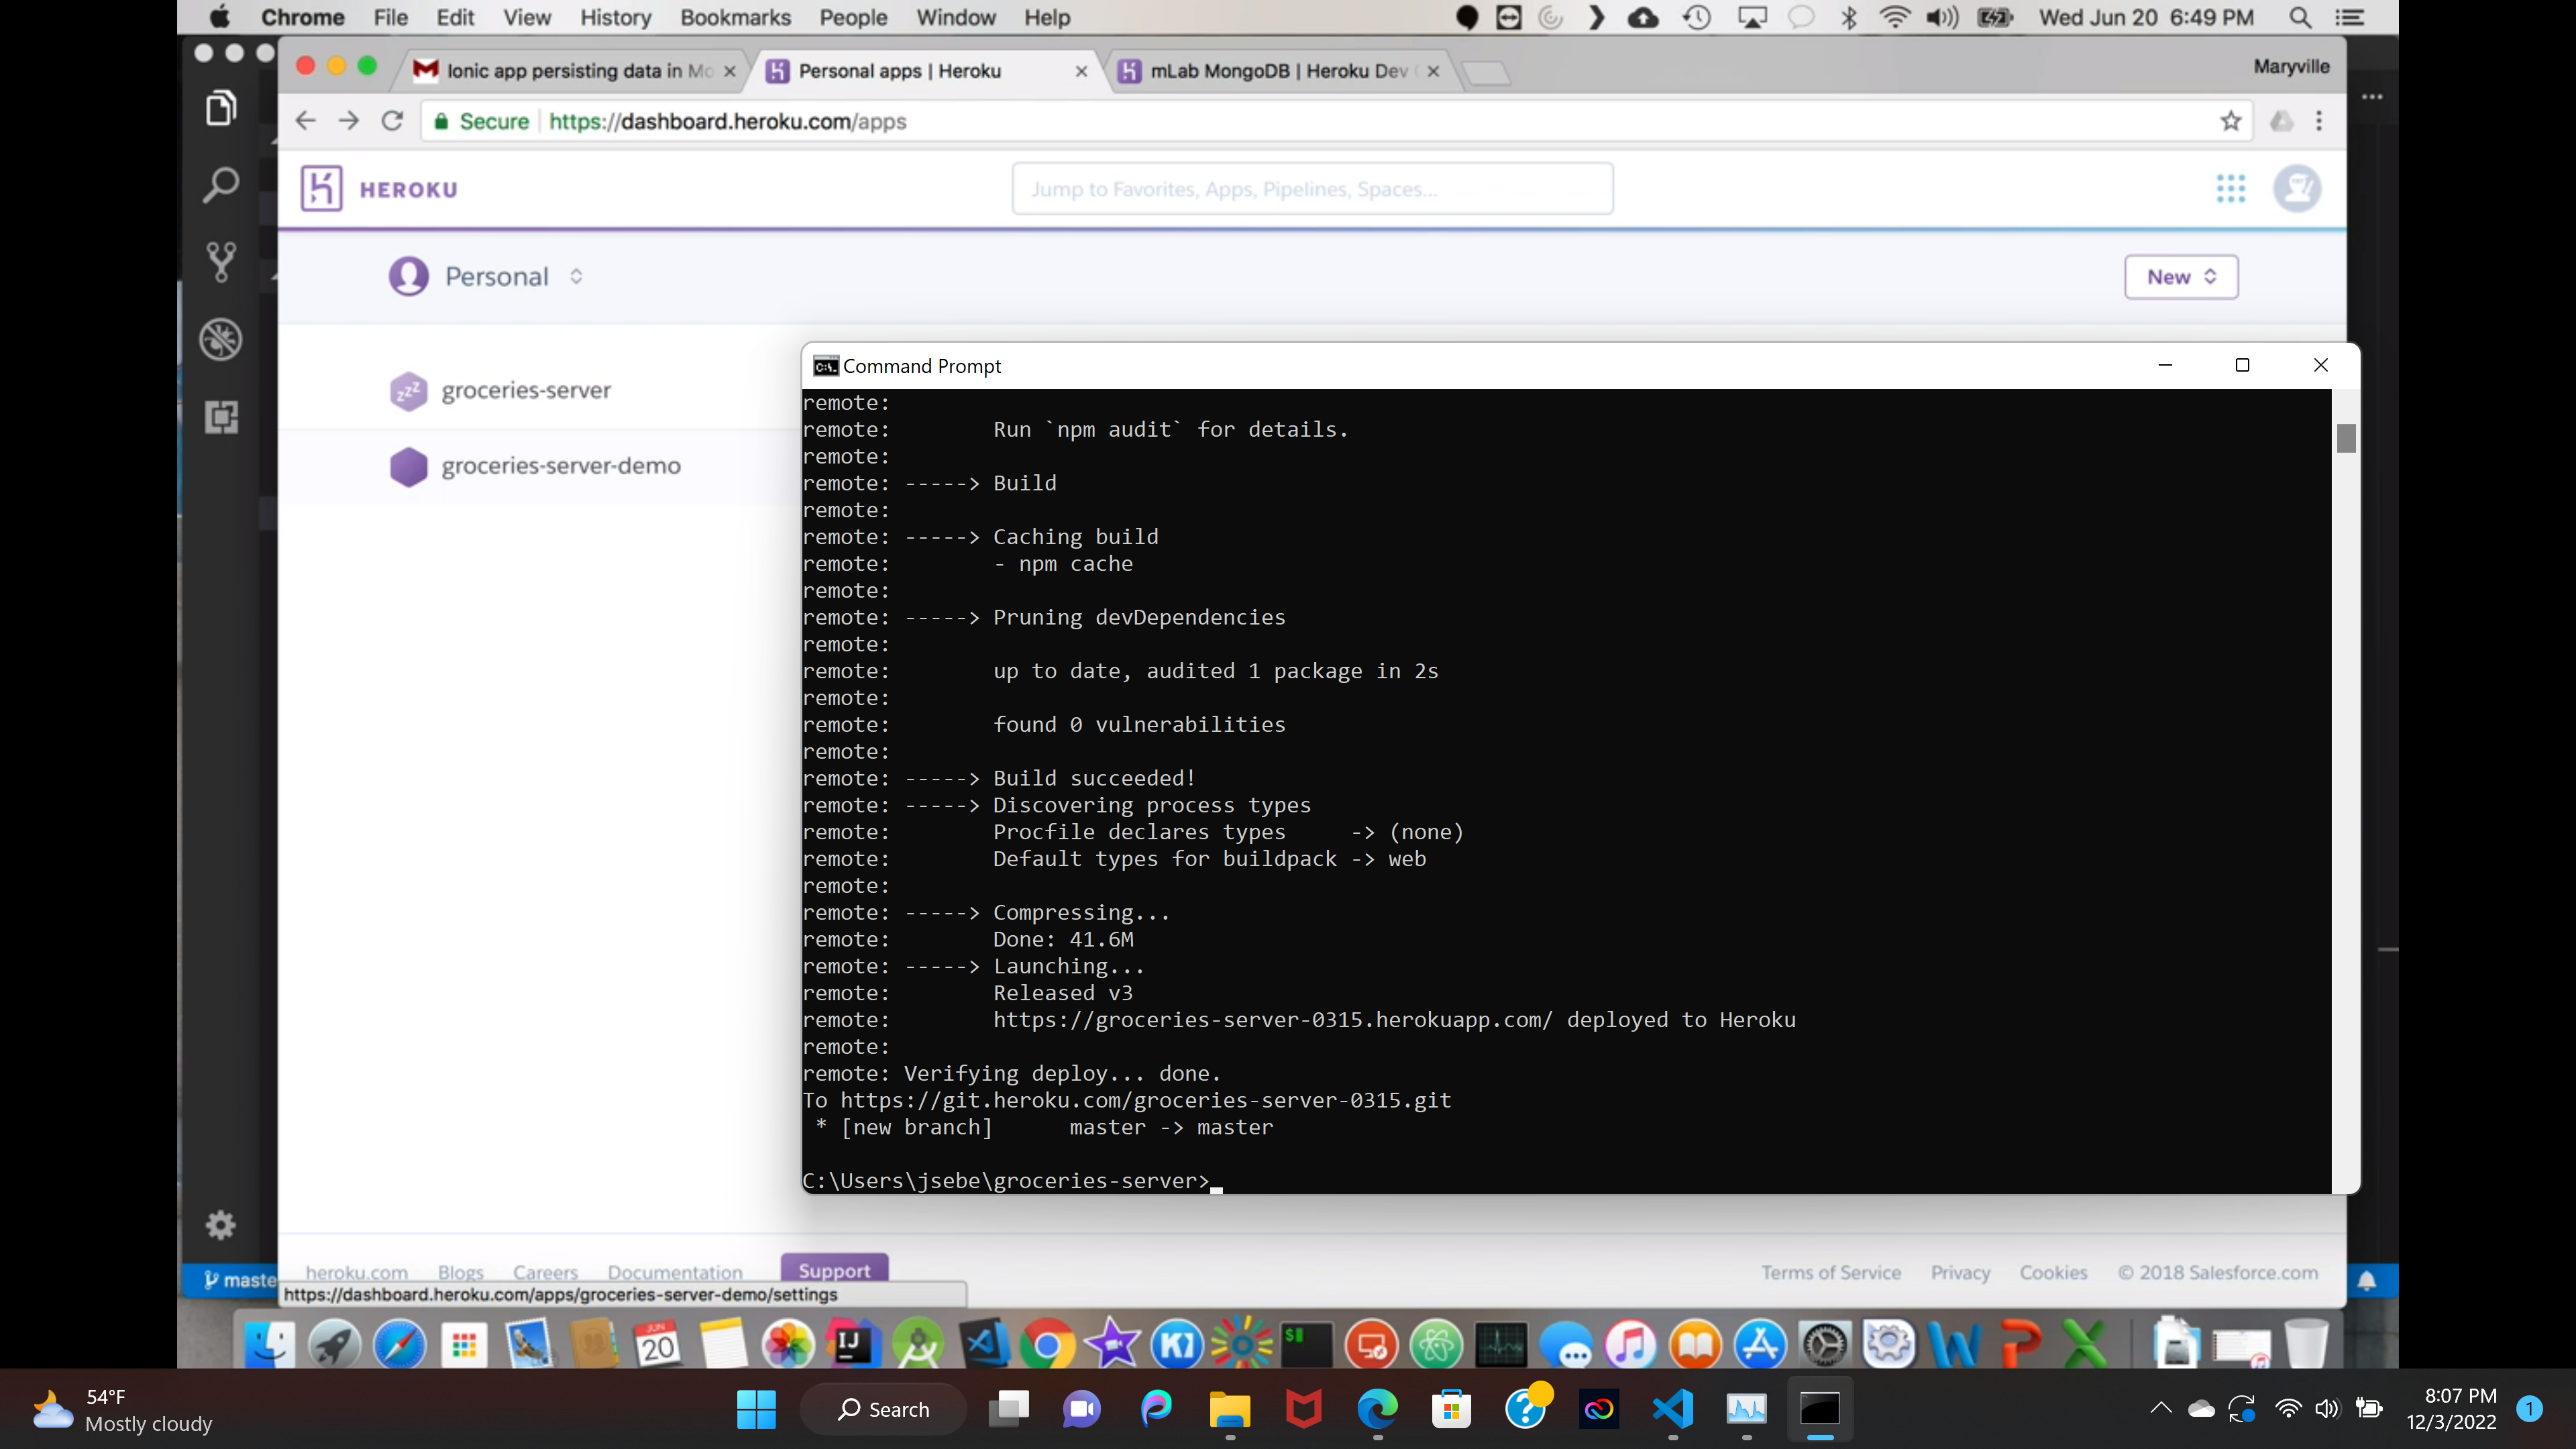 Chrome File Edit View History Bookmarks People Window Help Wed Jun 20 6:49 PM
Ionic app persisting data in Mo Personal apps | Heroku mLab MongoDB | Heroku Dev Maryville
Secure https://dashboard.heroku.com/apps
HEROKU Jump to Favorites, Apps, Pipelines, Spaces...
Personal New
zzZ groceries-server
groceries-server-demo
C:\. Command Prompt
remote:
remote: Run `npm audit` for details.
remote:
remote: -----> Build
remote:
remote: -----> Caching build
remote: - npm cache
remote:
remote: -----> Pruning devDependencies
remote:
remote: up to date, audited 1 package in 2s
remote:
remote: found 0 vulnerabilities
remote:
remote: -----> Build succeeded!
remote: -----> Discovering process types
remote: Procfile declares types -> (none)
remote: Default types for buildpack -> web
remote:
remote: -----> Compressing...
remote: Done: 41.6M
remote: -----> Launching...
remote: Released v3
remote: https://groceries-server-0315.herokuapp.com/ deployed to Heroku
remote:
remote: Verifying deploy... done.
To https://git.heroku.com/groceries-server-0315.git
* [new branch] master -> master
C:\Users\jsebe\groceries-server>
maste heroku.com Blogs Careers Documentation Support Terms of Service Privacy Cookies © 2018 Salesforce.com
https://dashboard.heroku.com/apps/groceries-server-demo/settings
JUN
20
IJ
54°F
Mostly cloudy
Search
8:07 PM
12/3/2022
1